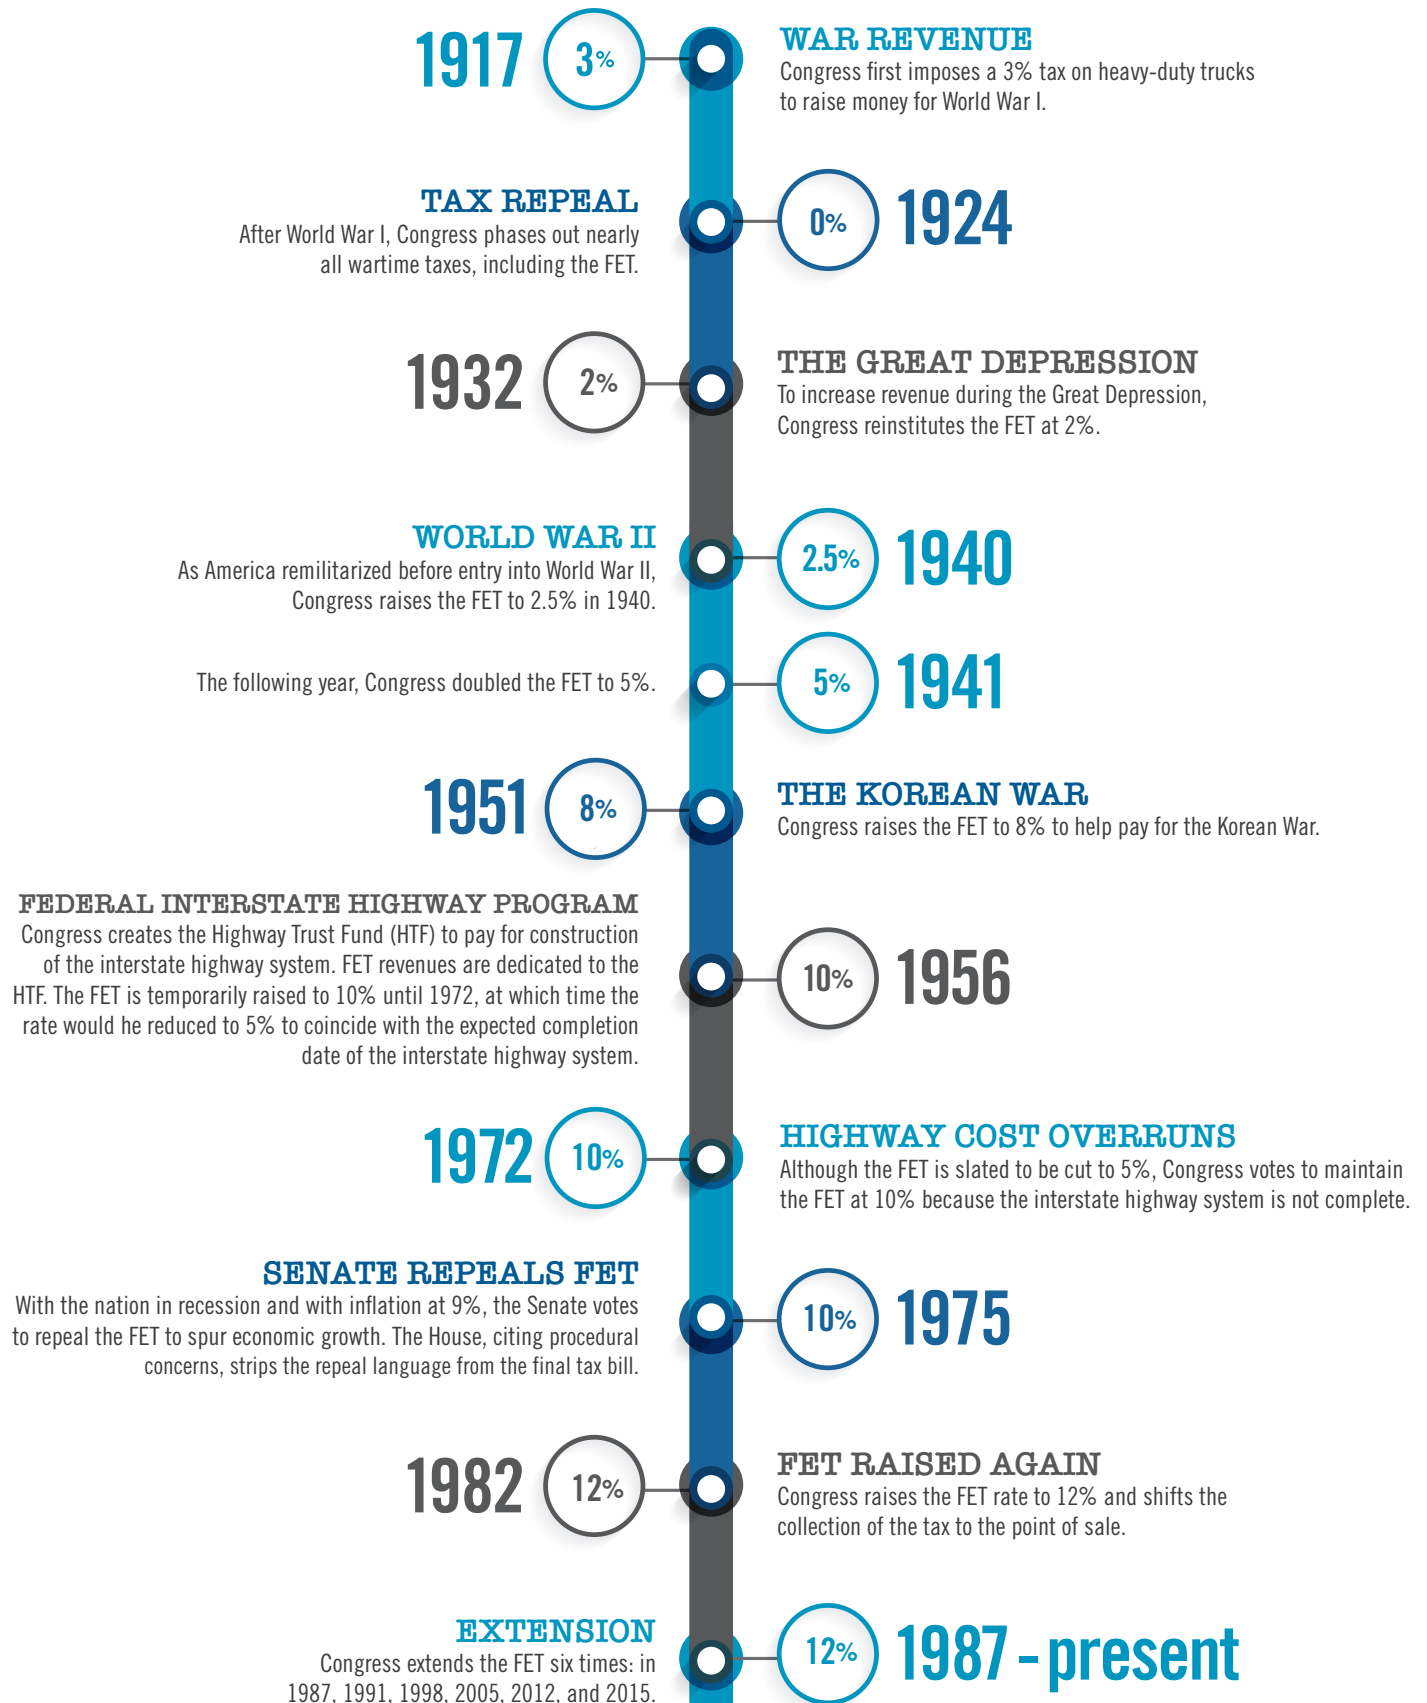 1917
3%
WAR REVENUE
Congress first imposes a 3% tax on heavy-duty trucks
to raise money for World War I.
TAX REPEAL
After World War I, Congress phases out nearly
all wartime taxes, including the FET.
0%
1924
1932
2%
THE GREAT DEPRESSION
To increase revenue during the Great Depression,
Congress reinstitutes the FET at 2%.
WORLD WAR II
As America remilitarized before entry into World War II,
Congress raises the FET to 2.5% in 1940.
2.5%
1940
The following year, Congress doubled the FET to 5%.
5%
1941
1951
8%
THE KOREAN WAR
Congress raises the FET to 8% to help pay for the Korean War.
FEDERAL INTERSTATE HIGHWAY PROGRAM
Congress creates the Highway Trust Fund (HTF) to pay for construction
of the interstate highway system. FET revenues are dedicated to the
HTF. The FET is temporarily raised to 10% until 1972, at which time the
rate would he reduced to 5% to coincide with the expected completion
date of the interstate highway system.
10%
1956
1972
10%
HIGHWAY COST OVERRUNS
Although the FET is slated to be cut to 5%, Congress votes to maintain
the FET at 10% because the interstate highway system is not complete.
SENATE REPEALS FET
With the nation in recession and with inflation at 9%, the Senate votes
to repeal the FET to spur economic growth. The House, citing procedural
concerns, strips the repeal language from the final tax bill.
10%
1975
1982
12%
FET RAISED AGAIN
Congress raises the FET rate to 12% and shifts the
collection of the tax to the point of sale.
EXTENSION
Congress extends the FET six times: in
1987, 1991, 1998, 2005, 2012, and 2015.
12%
1987 - present